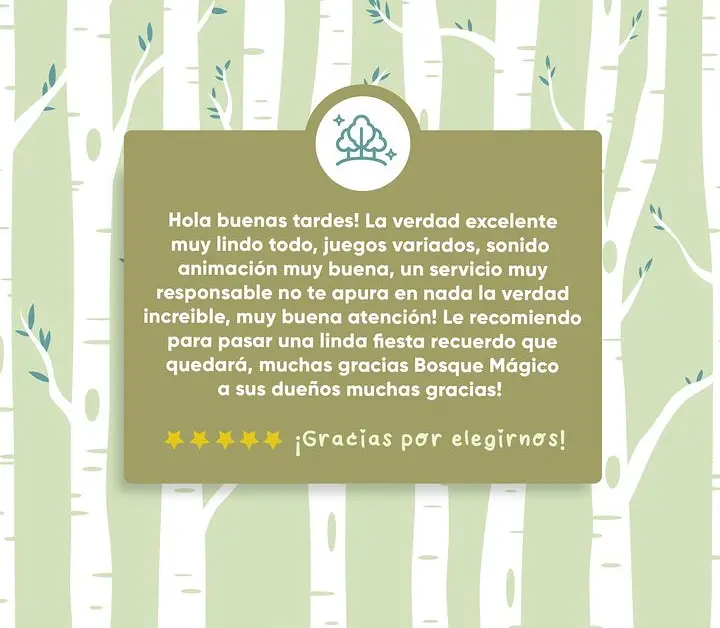 Hola buenas tardes! La verdad excelente
muy lindo todo, juegos variados, sonido
animación muy buena, un servicio muy
responsable no te apura en nada la verdad
increible, muy buena atención! Le recomiendo
para pasar una linda fiesta recuerdo que
quedará, muchas gracias Bosque Mágico
a sus dueños muchas gracias!
¡Gracias por elegirnos!